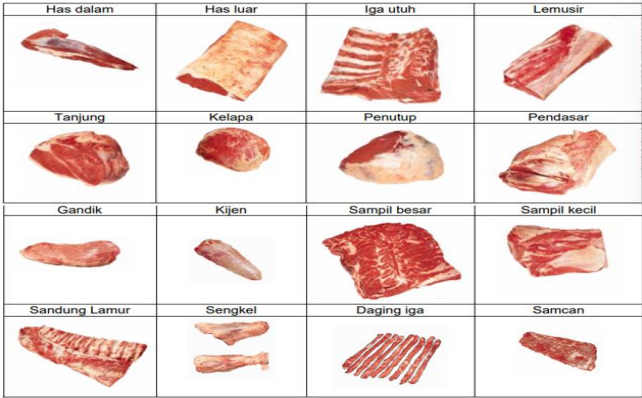 Has dalam
Has luar
Iga utuh
Lemusir
Tanjung
Kelapa
Penutup
Pendasar
Gandik
Kijen
Sampil besar
Sampil kecil
Sandung Lamur
Sengkel
Daging iga
Samcan